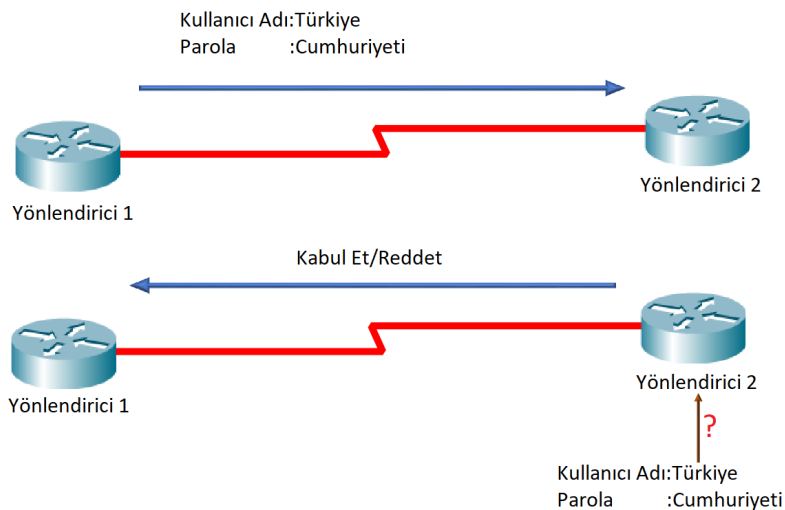 Kullanıcı Adı:Türkiye
Parola :Cumhuriyeti
Yönlendirici 1
Yönlendirici 2
Kabul Et/Reddet
Yönlendirici 1
Yönlendirici 2
?
Kullanıcı Adı:Türkiye
Parola :Cumhuriyeti